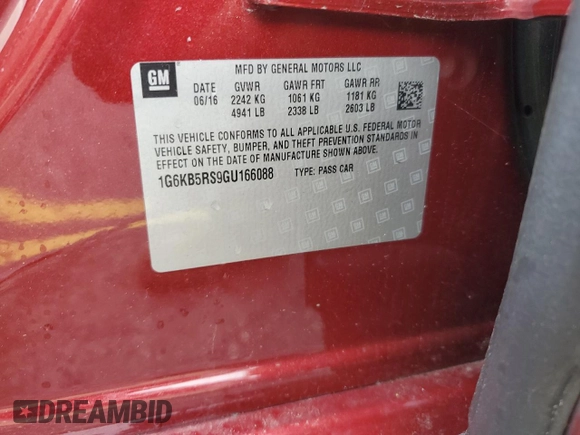 GM
MFD BY GENERAL MOTORS LLC
DATE GVWR GAWR FRT GAWR RR
06/16 2242 KG 1061 KG 1181 KG
4941 LB 2338 LB 2603 LB
THIS VEHICLE CONFORMS TO ALL APPLICABLE U.S. FEDERAL MOTOR
VEHICLE SAFETY, BUMPER, AND THEFT PREVENTION STANDARDS IN
EFFECT ON THE DATE OF MANUFACTURE SHOWN ABOVE.
1G6KB5RS9GU166088 TYPE: PASS CAR
DREAMBID